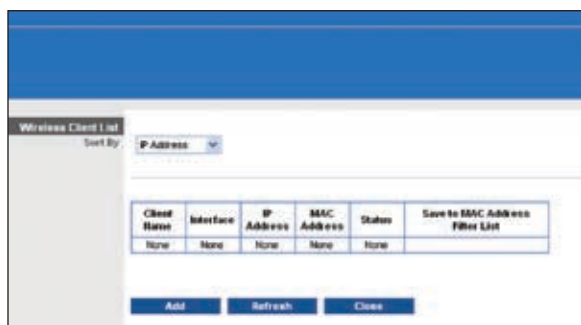 Wireless Client List
Sort By IP Address
Client Name Interface IP Address MAC Address Status Save to MAC Address Filter List
None None None None None
Add Refresh Close